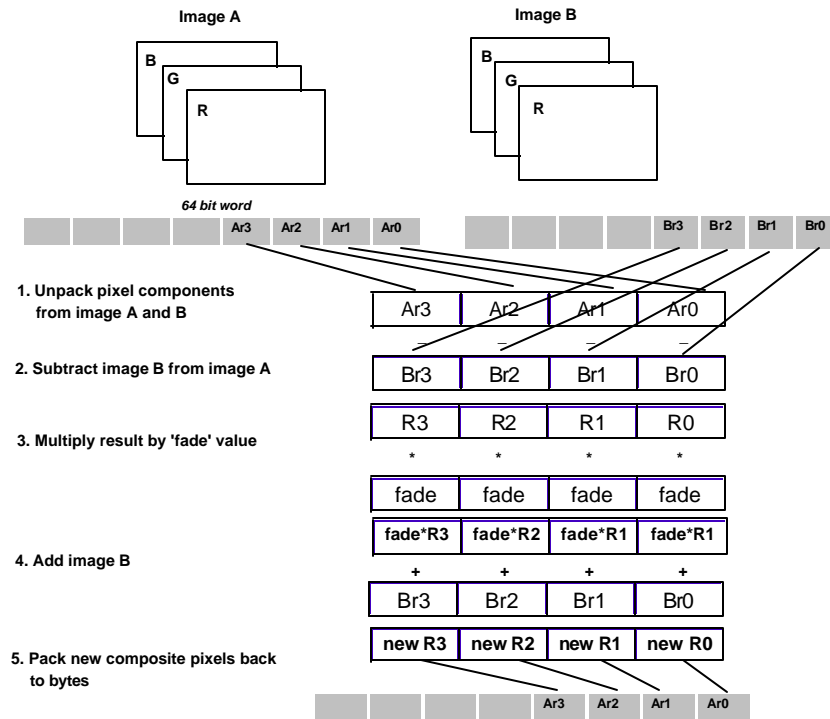 Image A
Image B
B
G
R
B
G
R
64 bit word
Ar3 Ar2 Ar1 Ar0
Br3 Br2 Br1 Br0
1. Unpack pixel components
from image A and B
Ar3 Ar2 Ar1 Ar0
– – – –
2. Subtract image B from image A
Br3 Br2 Br1 Br0
R3 R2 R1 R0
3. Multiply result by 'fade' value
* * * *
fade fade fade fade
fade*R3 fade*R2 fade*R1 fade*R1
4. Add image B
+ + + +
Br3 Br2 Br1 Br0
new R3 new R2 new R1 new R0
5. Pack new composite pixels back
to bytes
Ar3 Ar2 Ar1 Ar0